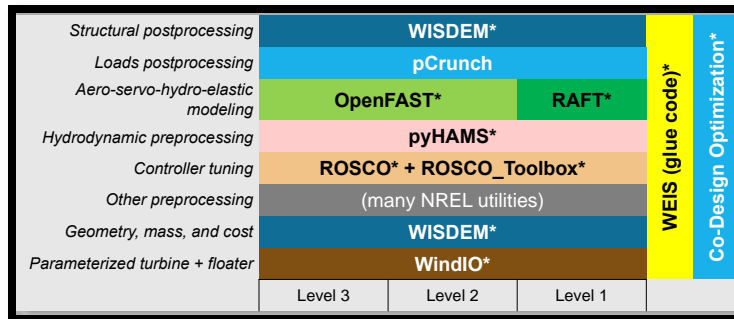 Structural postprocessing
WISDEM*
Loads postprocessing
pCrunch
Aero-servo-hydro-elastic
modeling
OpenFAST*
RAFT*
Hydrodynamic preprocessing
pyHAMS*
Controller tuning
ROSCO* + ROSCO_Toolbox*
Other preprocessing
(many NREL utilities)
Geometry, mass, and cost
WISDEM*
Parameterized turbine + floater
WindIO*
Level 3
Level 2
Level 1
WEIS (glue code)*
Co-Design Optimization*